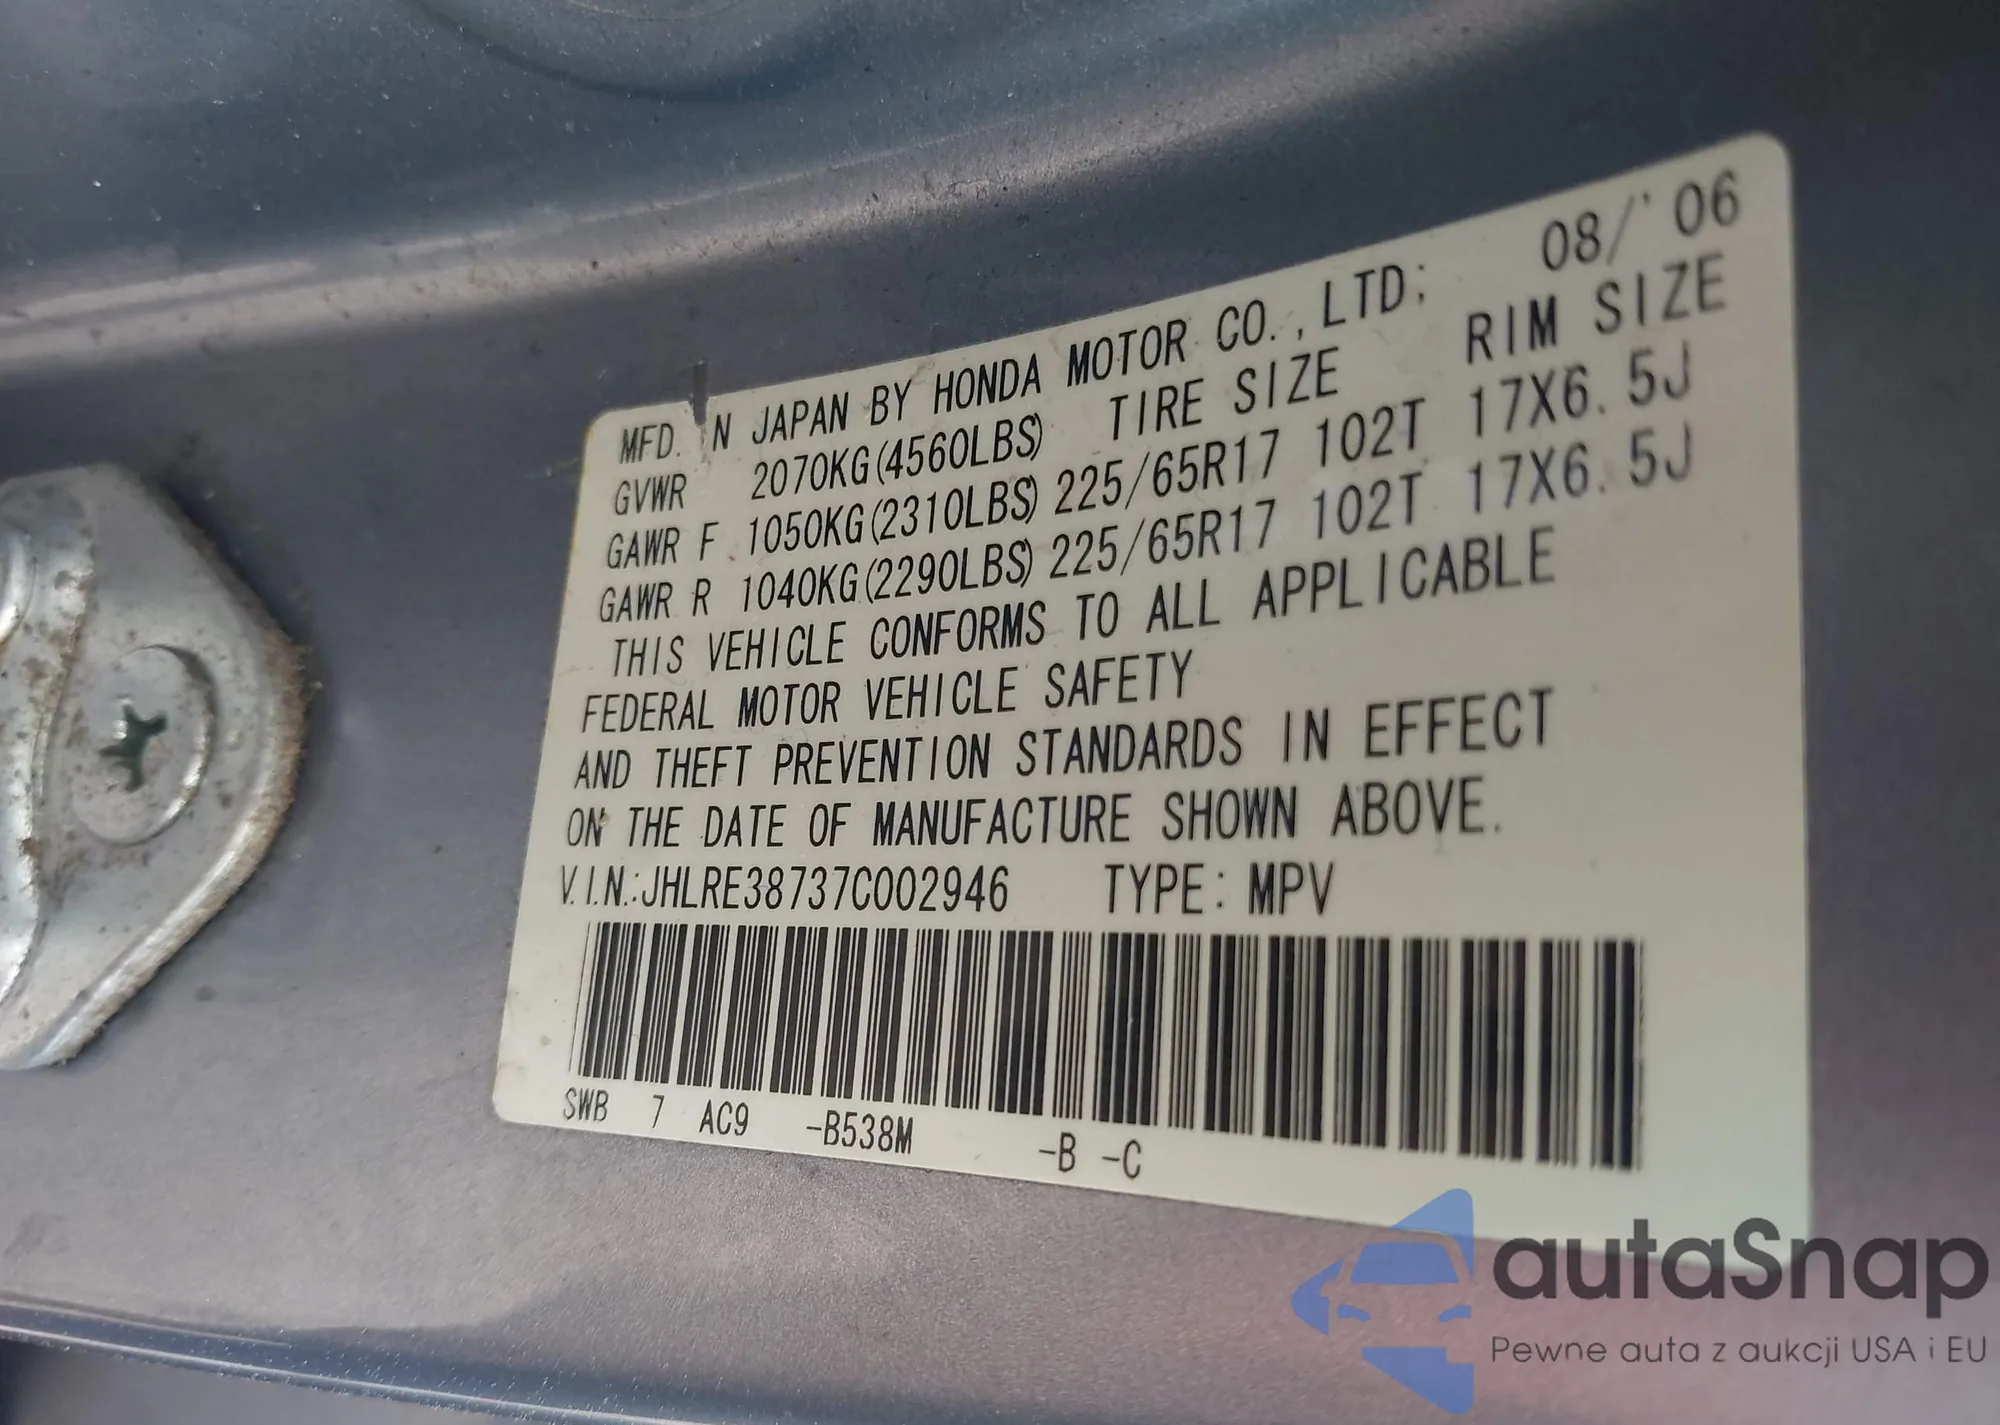 MFD. IN JAPAN BY HONDA MOTOR CO., LTD; 08/'06
GVWR 2070KG(4560LBS) TIRE SIZE RIM SIZE
GAWR F 1050KG(2310LBS) 225/65R17 102T 17X6.5J
GAWR R 1040KG(2290LBS) 225/65R17 102T 17X6.5J
THIS VEHICLE CONFORMS TO ALL APPLICABLE
FEDERAL MOTOR VEHICLE SAFETY
AND THEFT PREVENTION STANDARDS IN EFFECT
ON THE DATE OF MANUFACTURE SHOWN ABOVE.
V.I.N.:JHLRE38737C002946 TYPE: MPV
SWB 7 AC9 -B538M -B -C
autaSnap
Pewne auta z aukcji USA i EU